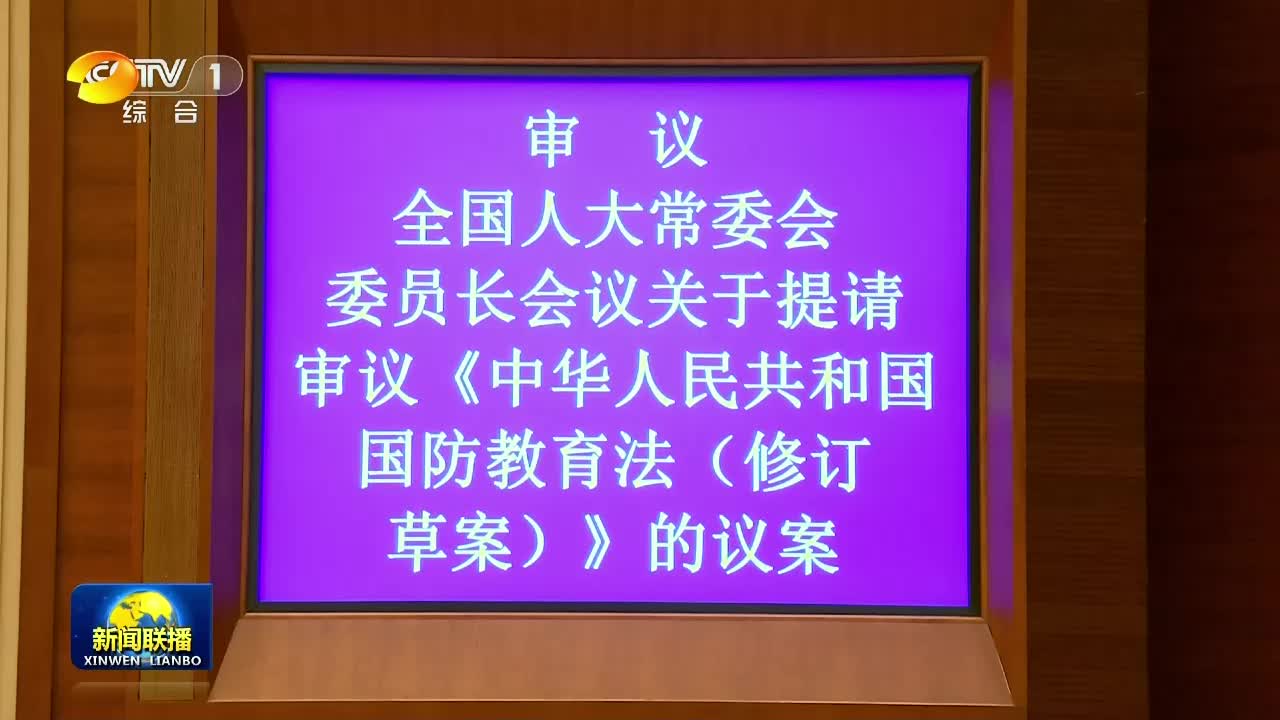 CTV 1
综合
审 议
全国人大常委会
委员长会议关于提请
审议《中华人民共和国
国防教育法（修订
草案）》的议案
新闻联播
XINWEN LIANBO